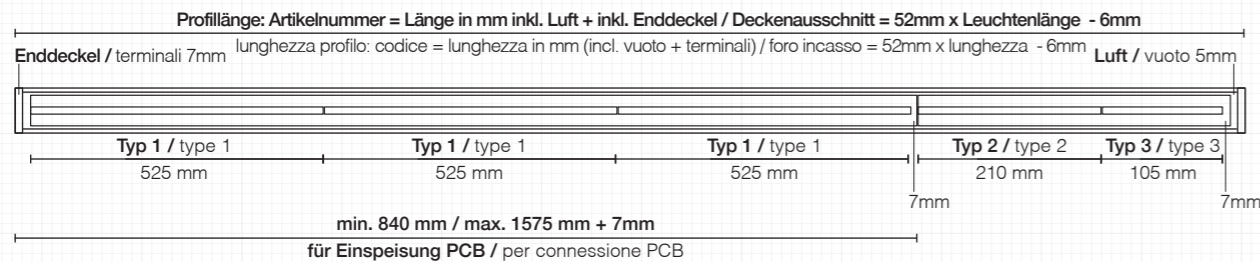 Profillänge: Artikelnummer = Länge in mm inkl. Luft + inkl. Enddeckel / Deckenausschnitt = 52mm x Leuchtenlänge - 6mm
lunghezza profilo: codice = lunghezza in mm (incl. vuoto + terminali) / foro incasso = 52mm x lunghezza - 6mm
Enddeckel / terminali 7mm
Luft / vuoto 5mm
Typ 1 / type 1
Typ 1 / type 1
Typ 1 / type 1
Typ 2 / type 2
Typ 3 / type 3
525 mm
525 mm
525 mm
210 mm
105 mm
7mm
7mm
min. 840 mm / max. 1575 mm + 7mm
für Einspeisung PCB / per connessione PCB